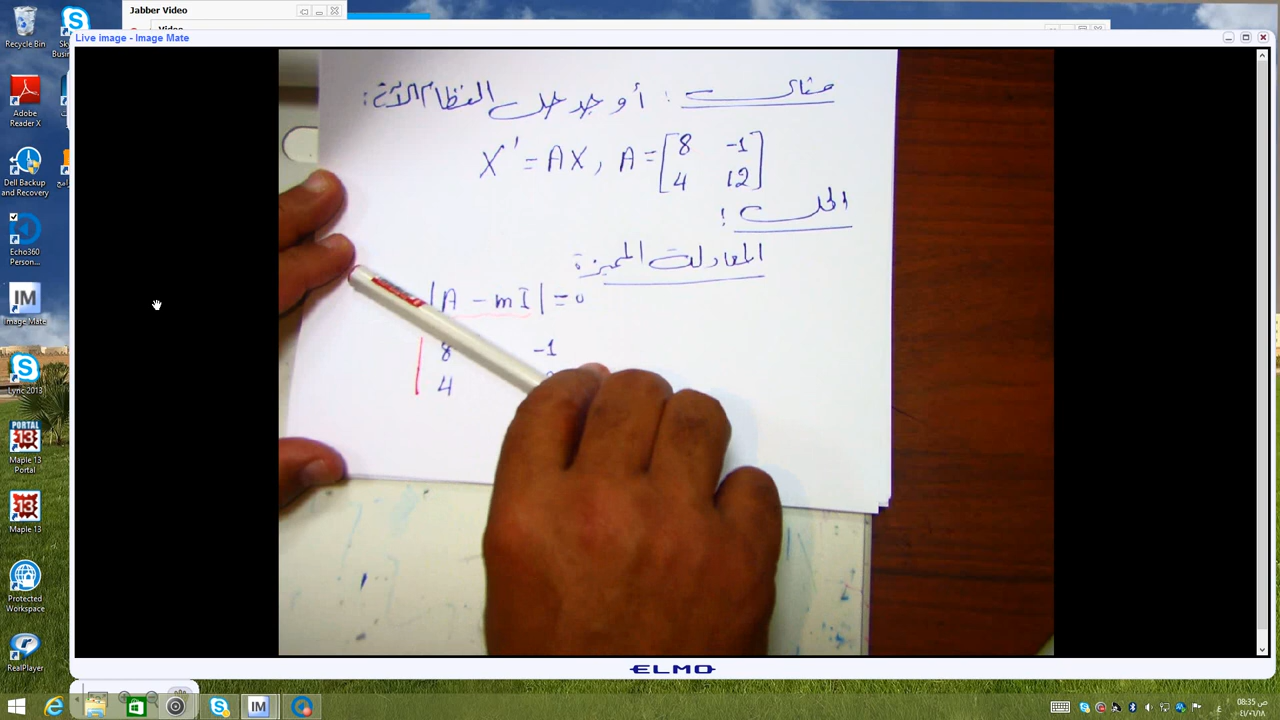 Jabber Video
Video
Live image - Image Mate
Recycle Bin
Adobe Reader X
Dell Backup and Recovery
Echo360 Person...
Image Mate
Lync 2013
Maple 13 Portal
Maple 13
Protected Workspace
RealPlayer
مثال : أوجد حل النظام الآتي :
X' = AX , A = [8 -1
4 12]
الحل :
المعادلة المميزة
|A - mI| = 0
8 -1
4
ELMO
IM
08:35 ص